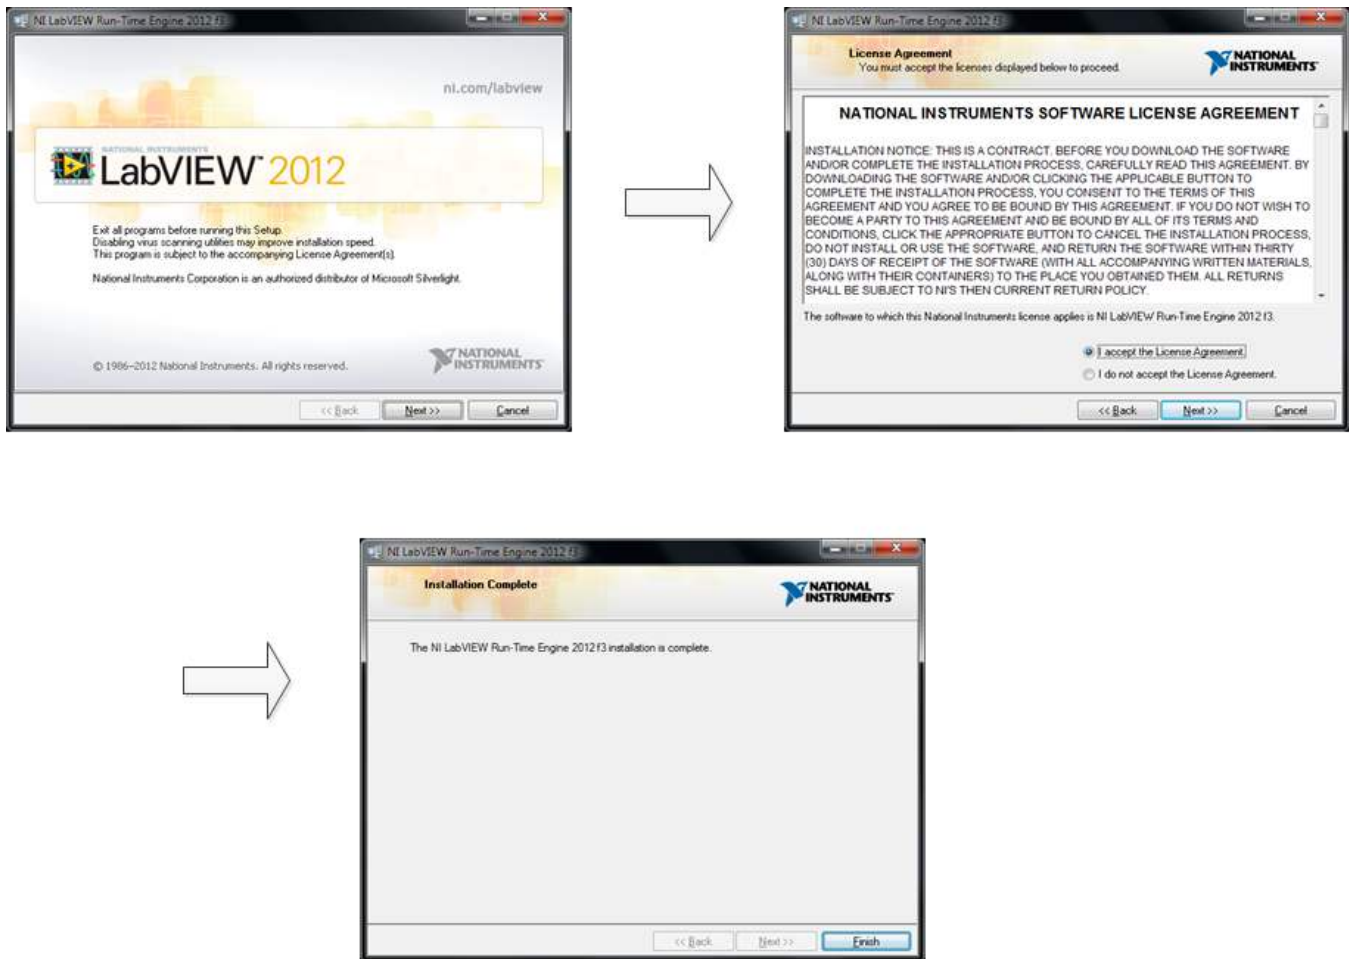 NI LabVIEW Run-Time Engine 2012 f3
ni.com/labview
NATIONAL INSTRUMENTS
LabVIEW™ 2012
Exit all programs before running this Setup.
Disabling virus scanning utilities may improve installation speed.
This program is subject to the accompanying License Agreement(s).
National Instruments Corporation is an authorized distributor of Microsoft Silverlight.
© 1986–2012 National Instruments. All rights reserved.
NATIONAL
INSTRUMENTS™
<< Back Next >> Cancel
NI LabVIEW Run-Time Engine 2012 f3
License Agreement
You must accept the licenses displayed below to proceed.
NATIONAL
INSTRUMENTS™
NATIONAL INSTRUMENTS SOFTWARE LICENSE AGREEMENT
INSTALLATION NOTICE: THIS IS A CONTRACT. BEFORE YOU DOWNLOAD THE SOFTWARE
AND/OR COMPLETE THE INSTALLATION PROCESS, CAREFULLY READ THIS AGREEMENT. BY
DOWNLOADING THE SOFTWARE AND/OR CLICKING THE APPLICABLE BUTTON TO
COMPLETE THE INSTALLATION PROCESS, YOU CONSENT TO THE TERMS OF THIS
AGREEMENT AND YOU AGREE TO BE BOUND BY THIS AGREEMENT. IF YOU DO NOT WISH TO
BECOME A PARTY TO THIS AGREEMENT AND BE BOUND BY ALL OF ITS TERMS AND
CONDITIONS, CLICK THE APPROPRIATE BUTTON TO CANCEL THE INSTALLATION PROCESS,
DO NOT INSTALL OR USE THE SOFTWARE, AND RETURN THE SOFTWARE WITHIN THIRTY
(30) DAYS OF RECEIPT OF THE SOFTWARE (WITH ALL ACCOMPANYING WRITTEN MATERIALS,
ALONG WITH THEIR CONTAINERS) TO THE PLACE YOU OBTAINED THEM. ALL RETURNS
SHALL BE SUBJECT TO NI'S THEN CURRENT RETURN POLICY.
The software to which this National Instruments license applies is NI LabVIEW Run-Time Engine 2012 f3.
I accept the License Agreement.
I do not accept the License Agreement.
<< Back Next >> Cancel
NI LabVIEW Run-Time Engine 2012 f3
Installation Complete
NATIONAL
INSTRUMENTS™
The NI LabVIEW Run-Time Engine 2012 f3 installation is complete.
<< Back Next >> Finish